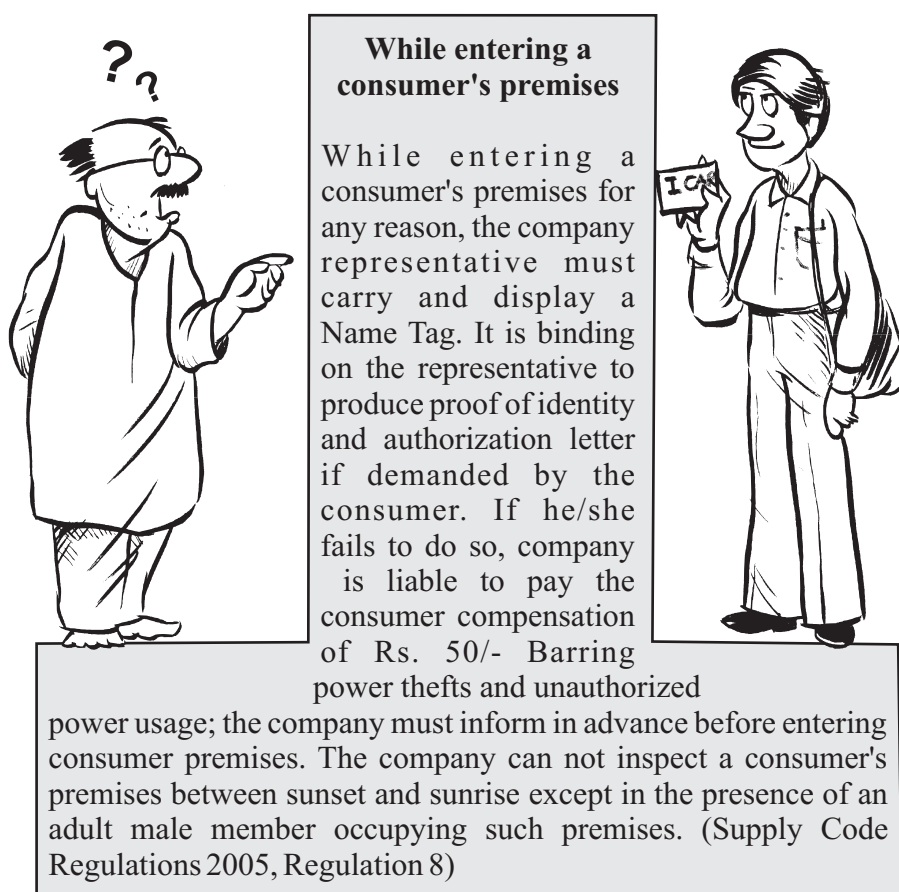 ? ?
While entering a
consumer's premises
While entering a
consumer's premises for
any reason, the company
representative must
carry and display a
Name Tag. It is binding
on the representative to
produce proof of identity
and authorization letter
if demanded by the
consumer. If he/she
fails to do so, company
is liable to pay the
consumer compensation
of Rs. 50/- Barring
power thefts and unauthorized
power usage; the company must inform in advance before entering
consumer premises. The company can not inspect a consumer's
premises between sunset and sunrise except in the presence of an
adult male member occupying such premises. (Supply Code
Regulations 2005, Regulation 8)
I CAR